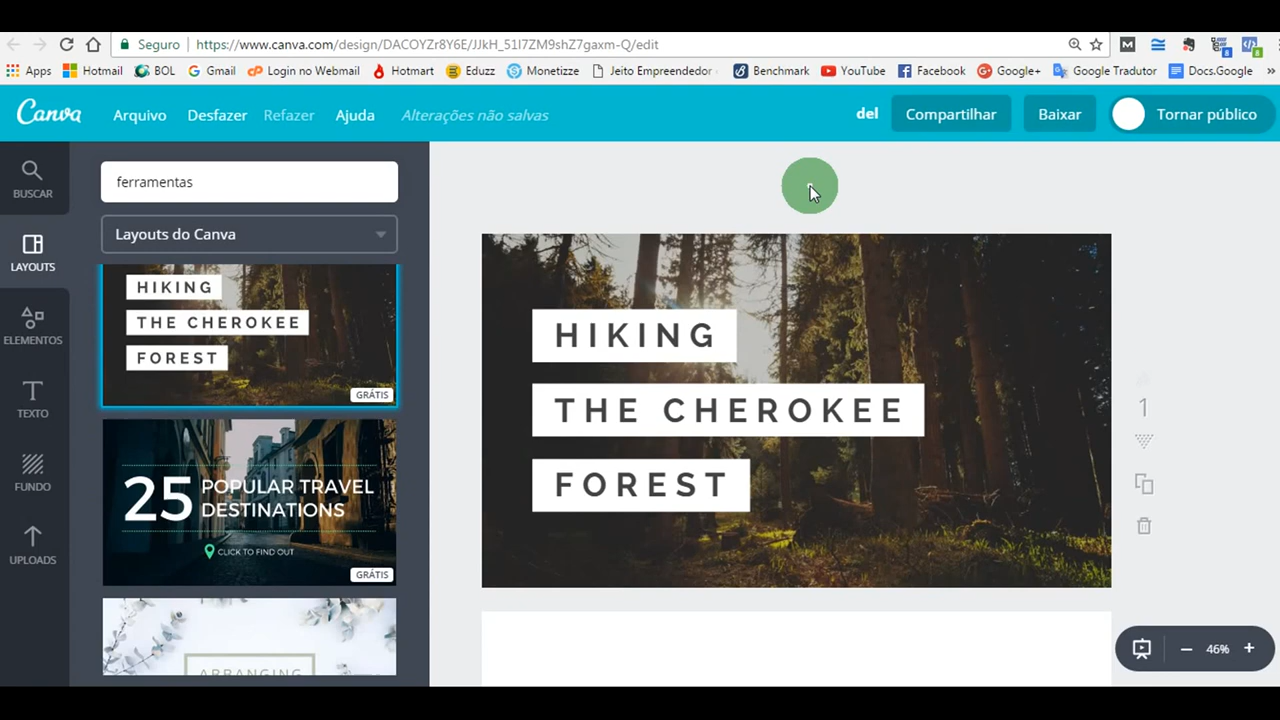 Seguro https://www.canva.com/design/DACOYZr8Y6E/JJkH_51I7ZM9shZ7gaxm-Q/edit
Apps Hotmail BOL Gmail Login no Webmail Hotmart Eduzz Monetizze Jeito Empreendedor Benchmark YouTube Facebook Google+ Google Tradutor Docs.Google »
Canva Arquivo Desfazer Refazer Ajuda Alterações não salvas del Compartilhar Baixar Tornar público
BUSCAR
LAYOUTS
ELEMENTOS
TEXTO
FUNDO
UPLOADS
ferramentas
Layouts do Canva
HIKING
THE CHEROKEE
FOREST
GRÁTIS
25 POPULAR TRAVEL
DESTINATIONS
CLICK TO FIND OUT
GRÁTIS
ARRANGING
HIKING
THE CHEROKEE
FOREST
1
46%